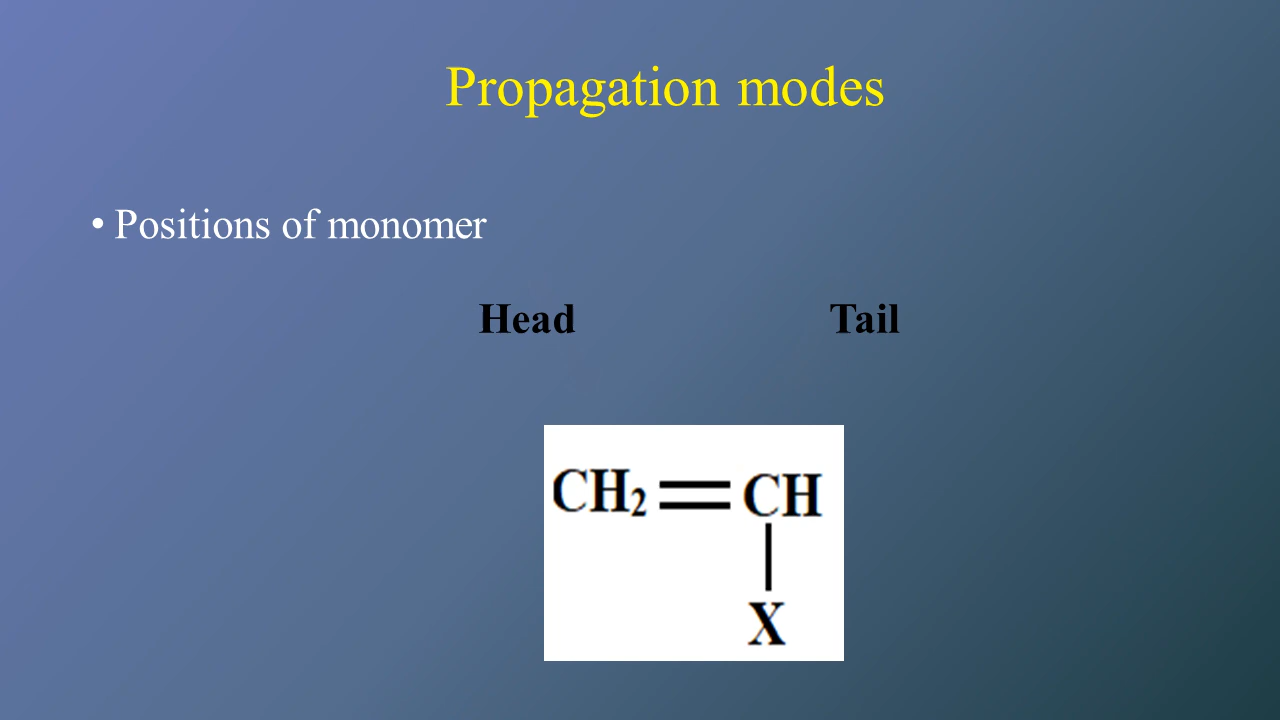 Propagation modes
• Positions of monomer
Head Tail
CH₂ = CH
X